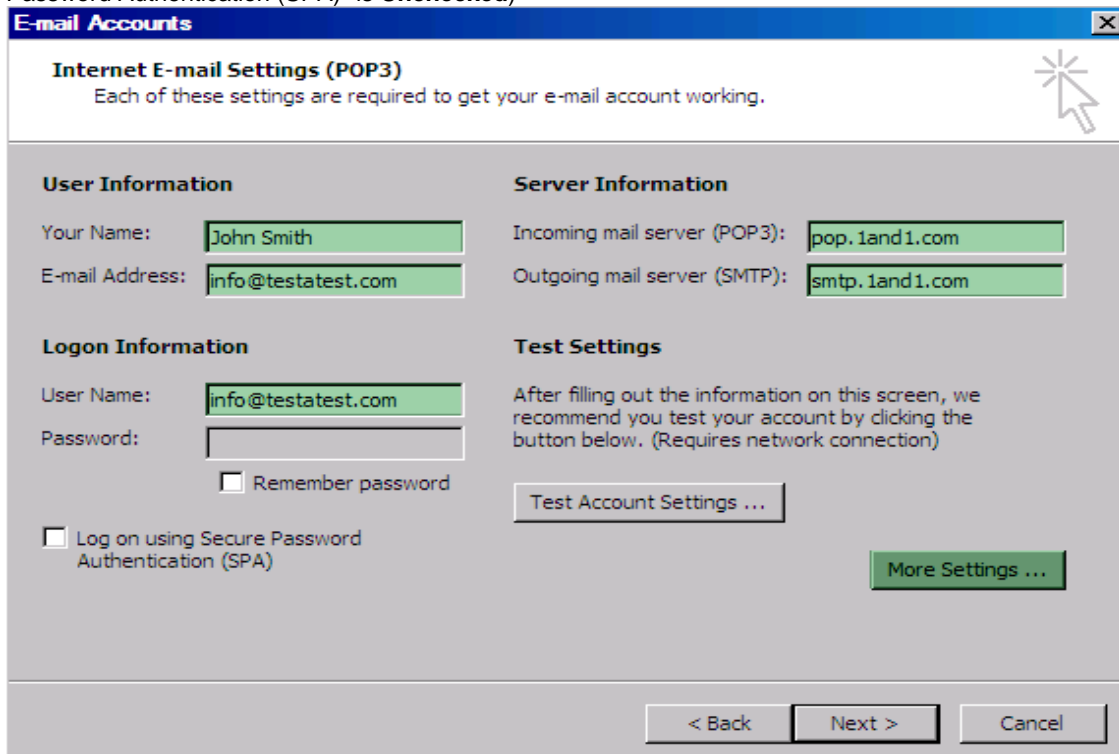 E-mail Accounts
Internet E-mail Settings (POP3)
Each of these settings are required to get your e-mail account working.
User Information
Your Name: John Smith
E-mail Address: info@testatest.com
Server Information
Incoming mail server (POP3): pop.1and1.com
Outgoing mail server (SMTP): smtp.1and1.com
Logon Information
User Name: info@testatest.com
Password:
Remember password
Log on using Secure Password
Authentication (SPA)
Test Settings
After filling out the information on this screen, we
recommend you test your account by clicking the
button below. (Requires network connection)
Test Account Settings ...
More Settings ...
< Back
Next >
Cancel